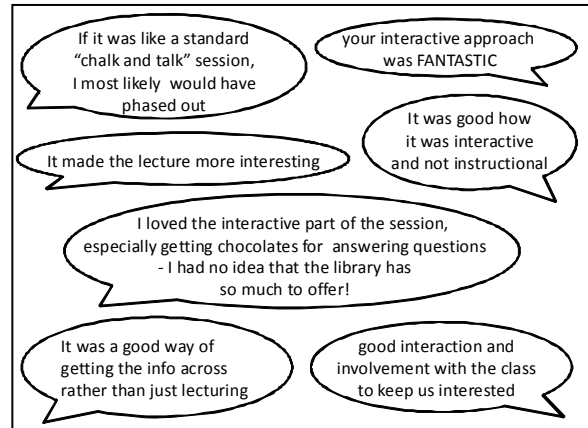 If it was like a standard
“chalk and talk” session,
I most likely would have
phased out
your interactive approach
was FANTASTIC
It was good how
it was interactive
and not instructional
It made the lecture more interesting
I loved the interactive part of the session,
especially getting chocolates for answering questions
- I had no idea that the library has
so much to offer!
It was a good way of
getting the info across
rather than just lecturing
good interaction and
involvement with the class
to keep us interested